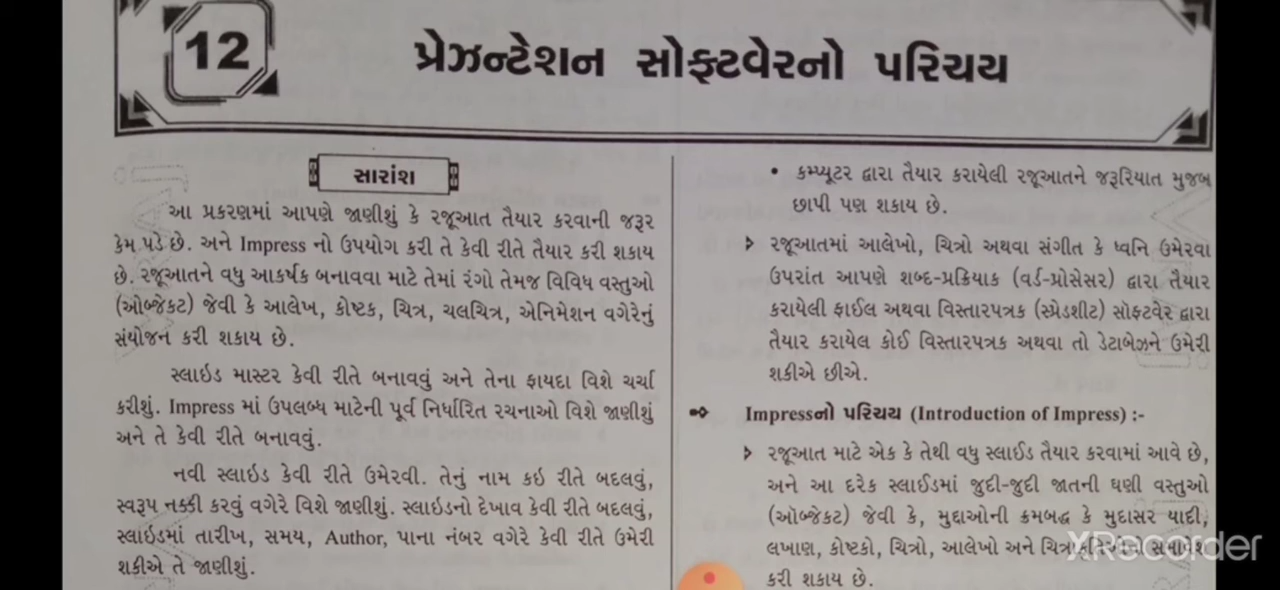 12
પ્રેઝન્ટેશન સોફ્ટવેરનો પરિચય
સારાંશ
આ પ્રકરણમાં આપણે જાણીશું કે રજૂઆત તૈયાર કરવાની જરૂર
કેમ પડે છે. અને Impress નો ઉપયોગ કરી તે કેવી રીતે તૈયાર કરી શકાય
છે. રજૂઆતને વધુ આકર્ષક બનાવવા માટે તેમાં રંગો તેમજ વિવિધ વસ્તુઓ
(ઓબ્જેકટ) જેવી કે આલેખ, કોષ્ટક, ચિત્ર, ચલચિત્ર, એનિમેશન વગેરેનું
સંયોજન કરી શકાય છે.
સ્લાઇડ માસ્ટર કેવી રીતે બનાવવું અને તેના ફાયદા વિશે ચર્ચા
કરીશું. Impress માં ઉપલબ્ધ માટેની પૂર્વ નિર્ધારિત રચનાઓ વિશે જાણીશું
અને તે કેવી રીતે બનાવવું.
નવી સ્લાઇડ કેવી રીતે ઉમેરવી. તેનું નામ કઇ રીતે બદલવું,
સ્વરૂપ નક્કી કરવું વગેરે વિશે જાણીશું. સ્લાઇડનો દેખાવ કેવી રીતે બદલવું,
સ્લાઇડમાં તારીખ, સમય, Author, પાના નંબર વગેરે કેવી રીતે ઉમેરી
શકીએ તે જાણીશું.
• કમ્પ્યૂટર દ્વારા તૈયાર કરાયેલી રજૂઆતને જરૂરિયાત મુજબ
છાપી પણ શકાય છે.
રજૂઆતમાં આલેખો, ચિત્રો અથવા સંગીત કે ધ્વનિ ઉમેરવા
ઉપરાંત આપણે શબ્દ-પ્રક્રિયાક (વર્ડ-પ્રોસેસર) દ્વારા તૈયાર
કરાયેલી ફાઈલ અથવા વિસ્તારપત્રક (સ્પ્રેડશીટ) સૉફ્ટવેર દ્વારા
તૈયાર કરાયેલ કોઈ વિસ્તારપત્રક અથવા તો ડેટાબેઝને ઉમેરી
શકીએ છીએ.
Impressનો પરિચય (Introduction of Impress) :-
રજૂઆત માટે એક કે તેથી વધુ સ્લાઈડ તૈયાર કરવામાં આવે છે,
અને આ દરેક સ્લાઈડમાં જુદી-જુદી જાતની ઘણી વસ્તુઓ
(ઑબ્જેકટ) જેવી કે, મુદ્દાઓની ક્રમબદ્ધ કે મુદાસર યાદી,
લખાણ, કોષ્ટકો, ચિત્રો, આલેખો અને ચિત્રાકૃતિઓનો સમાવેશ
કરી શકાય છે.
XRecorder